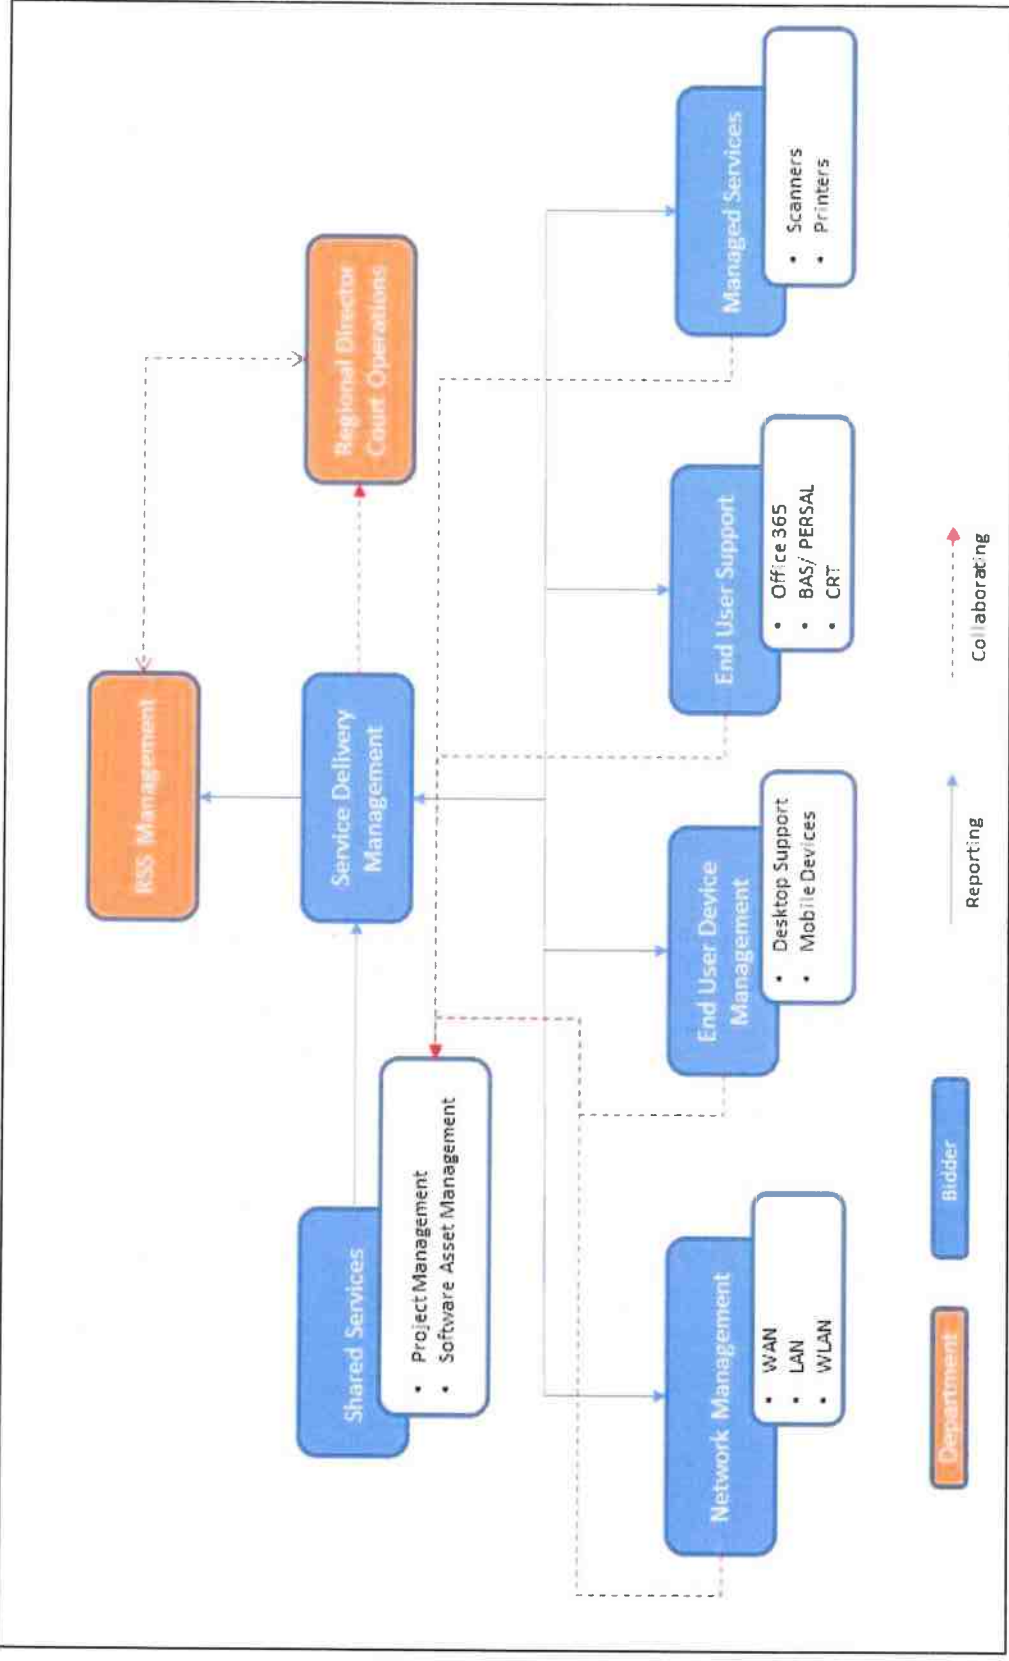 RSS Management
Regional Director
Court Operations
Service Delivery
Management
Shared Services
• Project Management
• Software Asset Management
Network Management
• WAN
• LAN
• WLAN
End User Device
Management
• Desktop Support
• Mobile Devices
End User Support
• Office 365
• BAS/ PERSAL
• CRT
Managed Services
• Scanners
• Printers
Department
Bidder
Reporting
Collaborating